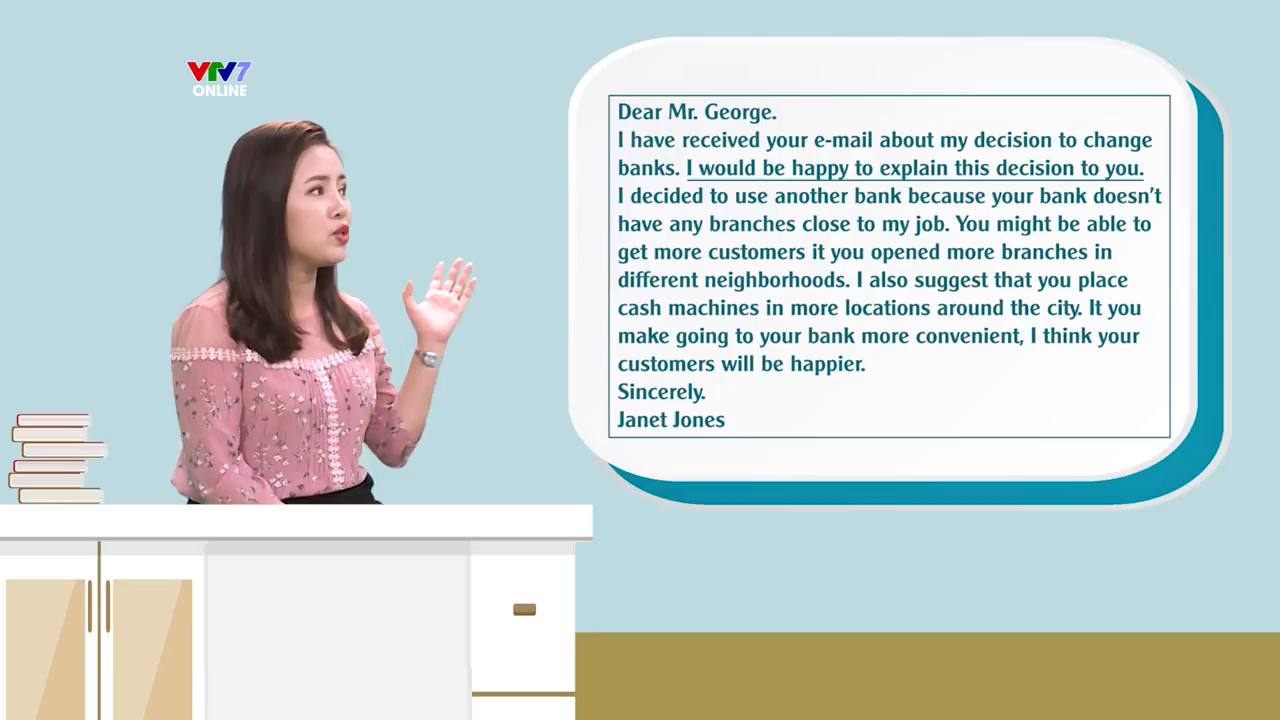 VTV7
ONLINE
Dear Mr. George.
I have received your e-mail about my decision to change
banks. I would be happy to explain this decision to you.
I decided to use another bank because your bank doesn't
have any branches close to my job. You might be able to
get more customers it you opened more branches in
different neighborhoods. I also suggest that you place
cash machines in more locations around the city. It you
make going to your bank more convenient, I think your
customers will be happier.
Sincerely.
Janet Jones